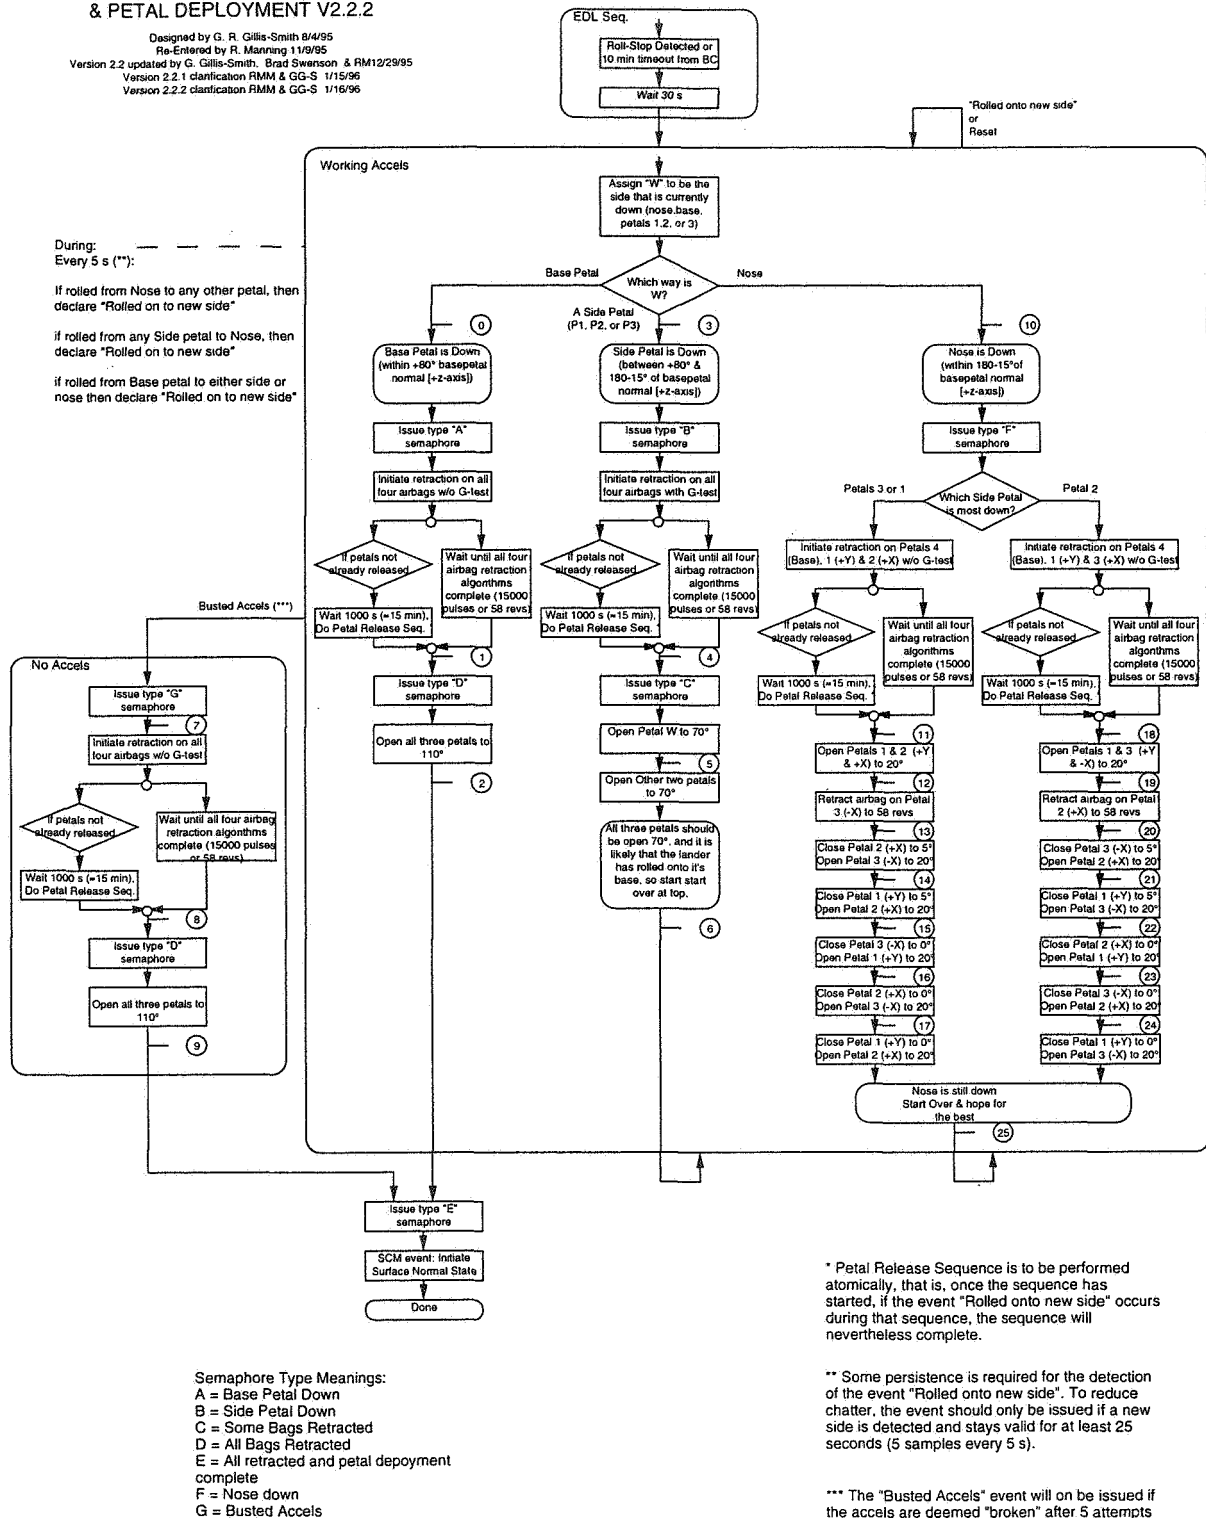 & PETAL DEPLOYMENT V2.2.2
Designed by G. R. Gillis-Smith 8/4/95
Re-Entered by R. Manning 11/9/95
Version 2.2 updated by G. Gillis-Smith, Brad Swenson & RM12/29/95
Version 2.2.1 clarification RMM & GG-S 1/15/96
Version 2.2.2 clarification RMM & GG-S 1/16/96
EDL Seq.
Roll-Stop Detected or
10 min timeout from BC
Wait 30 s
"Rolled onto new side"
or
Reset
Working Accels
Assign "W" to be the
side that is currently
down (nose,base,
petals 1,2, or 3)
During:
Every 5 s (**):
If rolled from Nose to any other petal, then
declare "Rolled on to new side"
if rolled from any Side petal to Nose, then
declare "Rolled on to new side"
if rolled from Base petal to either side or
nose then declare "Rolled on to new side"
Which way is
W?
Base Petal
Nose
A Side Petal
(P1, P2, or P3)
0
3
10
Base Petal is Down
(within +80° basepetal
normal [+z-axis])
Issue type "A"
semaphore
Initiate retraction on all
four airbags w/o G-test
If petals not
already released
Wait until all four
airbag retraction
algorithms
complete (15000
pulses or 58 revs)
Wait 1000 s (≈15 min),
Do Petal Release Seq.
1
Issue type "D"
semaphore
Open all three petals to
110°
2
Side Petal is Down
(between +80° &
180-15° of basepetal
normal [+z-axis])
Issue type "B"
semaphore
Initiate retraction on all
four airbags with G-test
If petals not
already released
Wait until all four
airbag retraction
algorithms
complete (15000
pulses or 58 revs)
Wait 1000 s (≈15 min),
Do Petal Release Seq.
4
Issue type "C"
semaphore
Open Petal W to 70°
5
Open Other two petals
to 70°
All three petals should
be open 70°, and it is
likely that the lander
has rolled onto it's
base, so start start
over at top.
6
Nose is Down
(within 180-15°of
basepetal normal
[+z-axis])
Issue type "F"
semaphore
Which Side Petal
is most down?
Petals 3 or 1
Petal 2
Initiate retraction on Petals 4
(Base), 1 (+Y) & 2 (+X) w/o G-test
If petals not
already released
Wait until all four
airbag retraction
algorithms
complete (15000
pulses or 58 revs)
Wait 1000 s (≈15 min),
Do Petal Release Seq. *
11
Open Petals 1 & 2 (+Y
& +X) to 20°
12
Retract airbag on Petal
3 (-X) to 58 revs
13
Close Petal 2 (+X) to 5°
Open Petal 3 (-X) to 20°
14
Close Petal 1 (+Y) to 5°
Open Petal 2 (+X) to 20°
15
Close Petal 3 (-X) to 0°
Open Petal 1 (+Y) to 20°
16
Close Petal 2 (+X) to 0°
Open Petal 3 (-X) to 20°
17
Close Petal 1 (+Y) to 0°
Open Petal 2 (+X) to 20°
Initiate retraction on Petals 4
(Base), 1 (+Y) & 3 (+X) w/o G-test
If petals not
already released
Wait until all four
airbag retraction
algorithms
complete (15000
pulses or 58 revs)
Wait 1000 s (≈15 min),
Do Petal Release Seq.
18
Open Petals 1 & 3 (+Y
& -X) to 20°
19
Retract airbag on Petal
2 (+X) to 58 revs
20
Close Petal 3 (-X) to 5°
Open Petal 2 (+X) to 20°
21
Close Petal 1 (+Y) to 5°
Open Petal 3 (-X) to 20°
22
Close Petal 2 (+X) to 0°
Open Petal 1 (+Y) to 20°
23
Close Petal 3 (-X) to 0°
Open Petal 2 (+X) to 20°
24
Close Petal 1 (+Y) to 0°
Open Petal 3 (-X) to 20°
Nose is still down
Start Over & hope for
the best
25
Busted Accels (***)
No Accels
Issue type "G"
semaphore
7
Initiate retraction on all
four airbags w/o G-test
If petals not
already released
Wait until all four airbag
retraction algorithms
complete (15000 pulses
or 58 revs)
Wait 1000 s (≈15 min),
Do Petal Release Seq.
8
Issue type "D"
semaphore
Open all three petals to
110°
9
Issue type "E"
semaphore
SCM event: Initiate
Surface Normal State
Done
Semaphore Type Meanings:
A = Base Petal Down
B = Side Petal Down
C = Some Bags Retracted
D = All Bags Retracted
E = All retracted and petal depoyment
complete
F = Nose down
G = Busted Accels
* Petal Release Sequence is to be performed
atomically, that is, once the sequence has
started, if the event "Rolled onto new side" occurs
during that sequence, the sequence will
nevertheless complete.
** Some persistence is required for the detection
of the event "Rolled onto new side". To reduce
chatter, the event should only be issued if a new
side is detected and stays valid for at least 25
seconds (5 samples every 5 s).
*** The "Busted Accels" event will on be issued if
the accels are deemed "broken" after 5 attempts